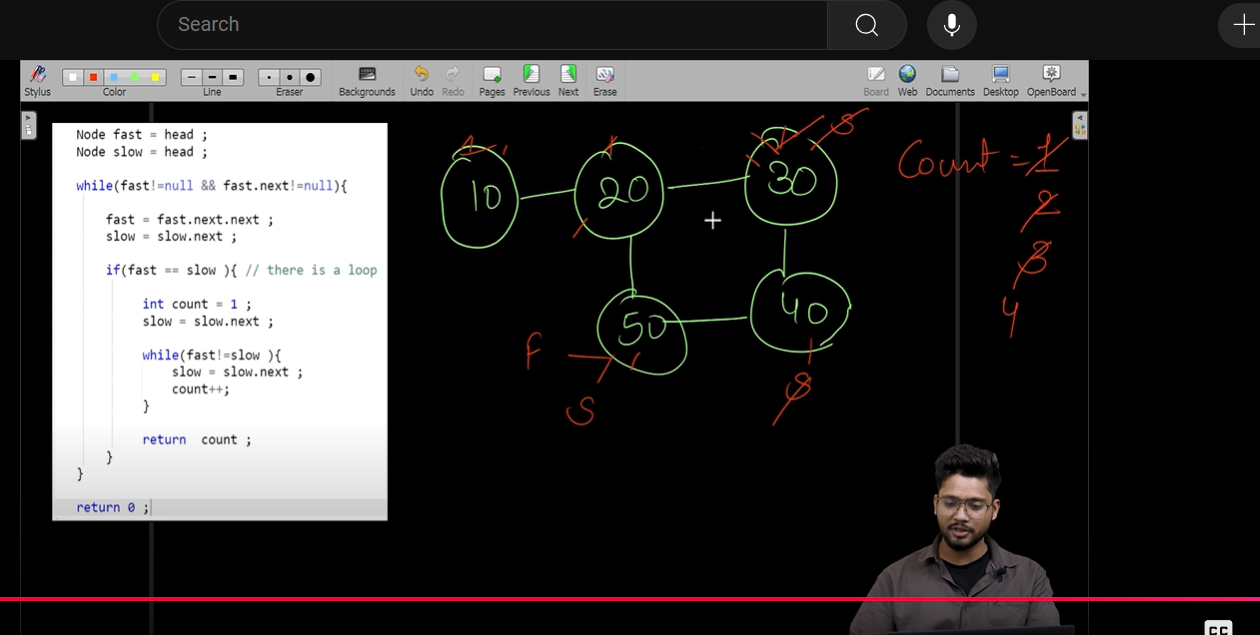 Search
Stylus Color Line Eraser Backgrounds Undo Redo Pages Previous Next Erase Board Web Documents Desktop OpenBoard
Node fast = head ;
Node slow = head ;
while(fast!=null && fast.next!=null){
fast = fast.next.next ;
slow = slow.next ;
if(fast == slow ){ // there is a loop
int count = 1 ;
slow = slow.next ;
while(fast!=slow ){
slow = slow.next ;
count++;
}
return count ;
}
}
return 0 ;
10 20 30
50 40
f
S
S
S
Count = 1
2
3
4
CC